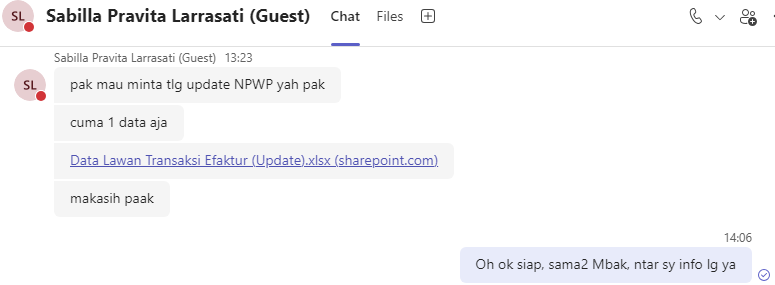 SL
Sabilla Pravita Larrasati (Guest)
Chat
Files
Sabilla Pravita Larrasati (Guest) 13:23
SL
pak mau minta tlg update NPWP yah pak
cuma 1 data aja
Data Lawan Transaksi Efaktur (Update).xlsx (sharepoint.com)
makasih paak
14:06
Oh ok siap, sama2 Mbak, ntar sy info lg ya